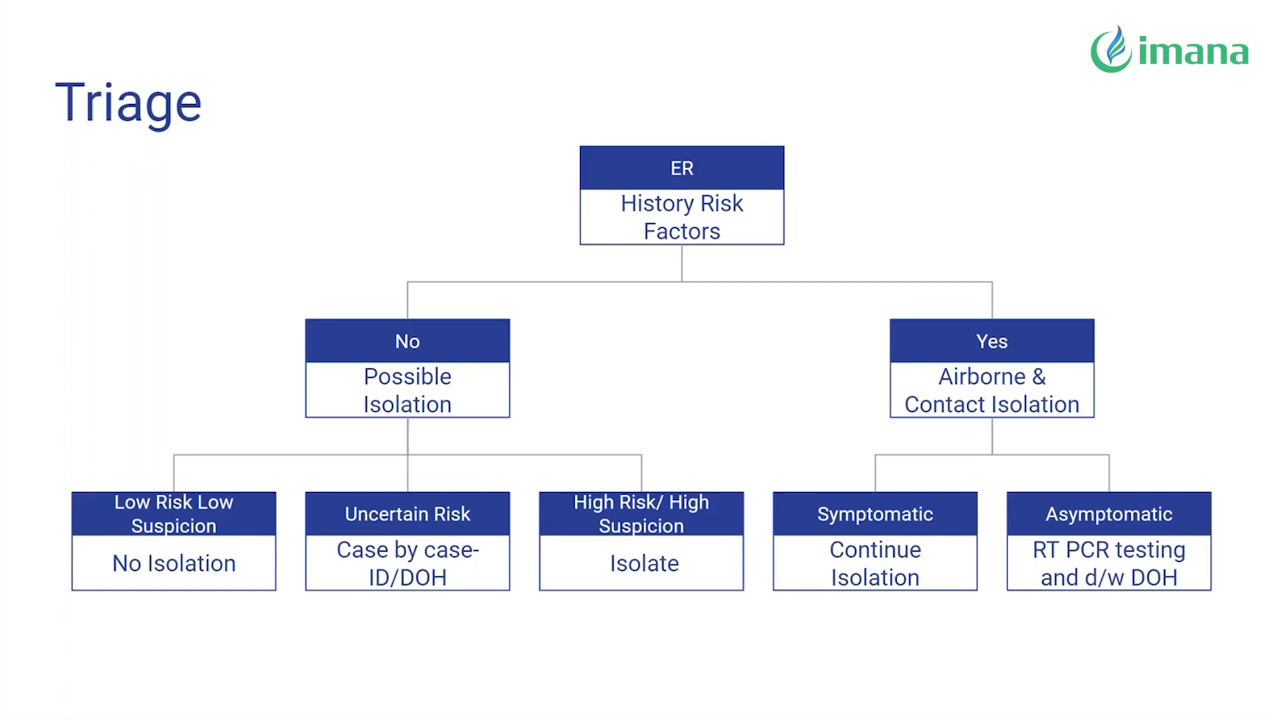 imana
Triage
ER
History Risk
Factors
No
Possible
Isolation
Yes
Airborne &
Contact Isolation
Low Risk Low
Suspicion
No Isolation
Uncertain Risk
Case by case-
ID/DOH
High Risk/ High
Suspicion
Isolate
Symptomatic
Continue
Isolation
Asymptomatic
RT PCR testing
and d/w DOH